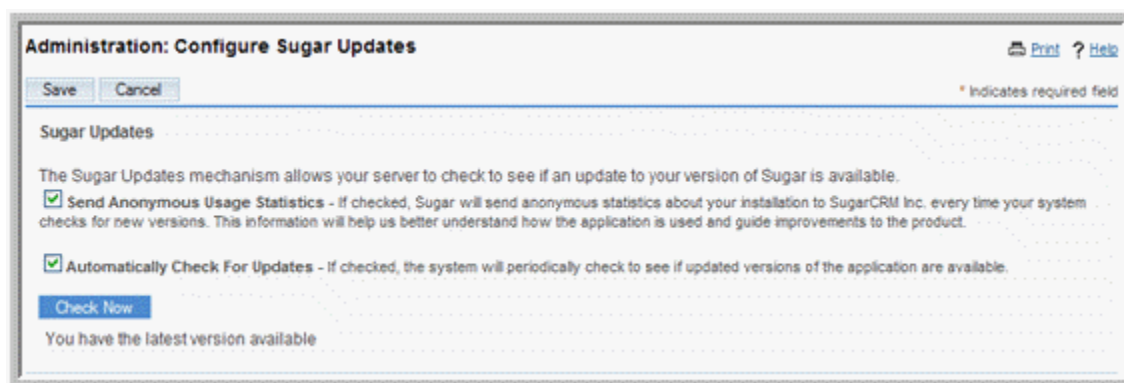 Administration: Configure Sugar Updates
Print ? Help
Save Cancel
* Indicates required field
Sugar Updates
The Sugar Updates mechanism allows your server to check to see if an update to your version of Sugar is available.
Send Anonymous Usage Statistics - If checked, Sugar will send anonymous statistics about your installation to SugarCRM Inc. every time your system
checks for new versions. This information will help us better understand how the application is used and guide improvements to the product.
Automatically Check For Updates - If checked, the system will periodically check to see if updated versions of the application are available.
Check Now
You have the latest version available